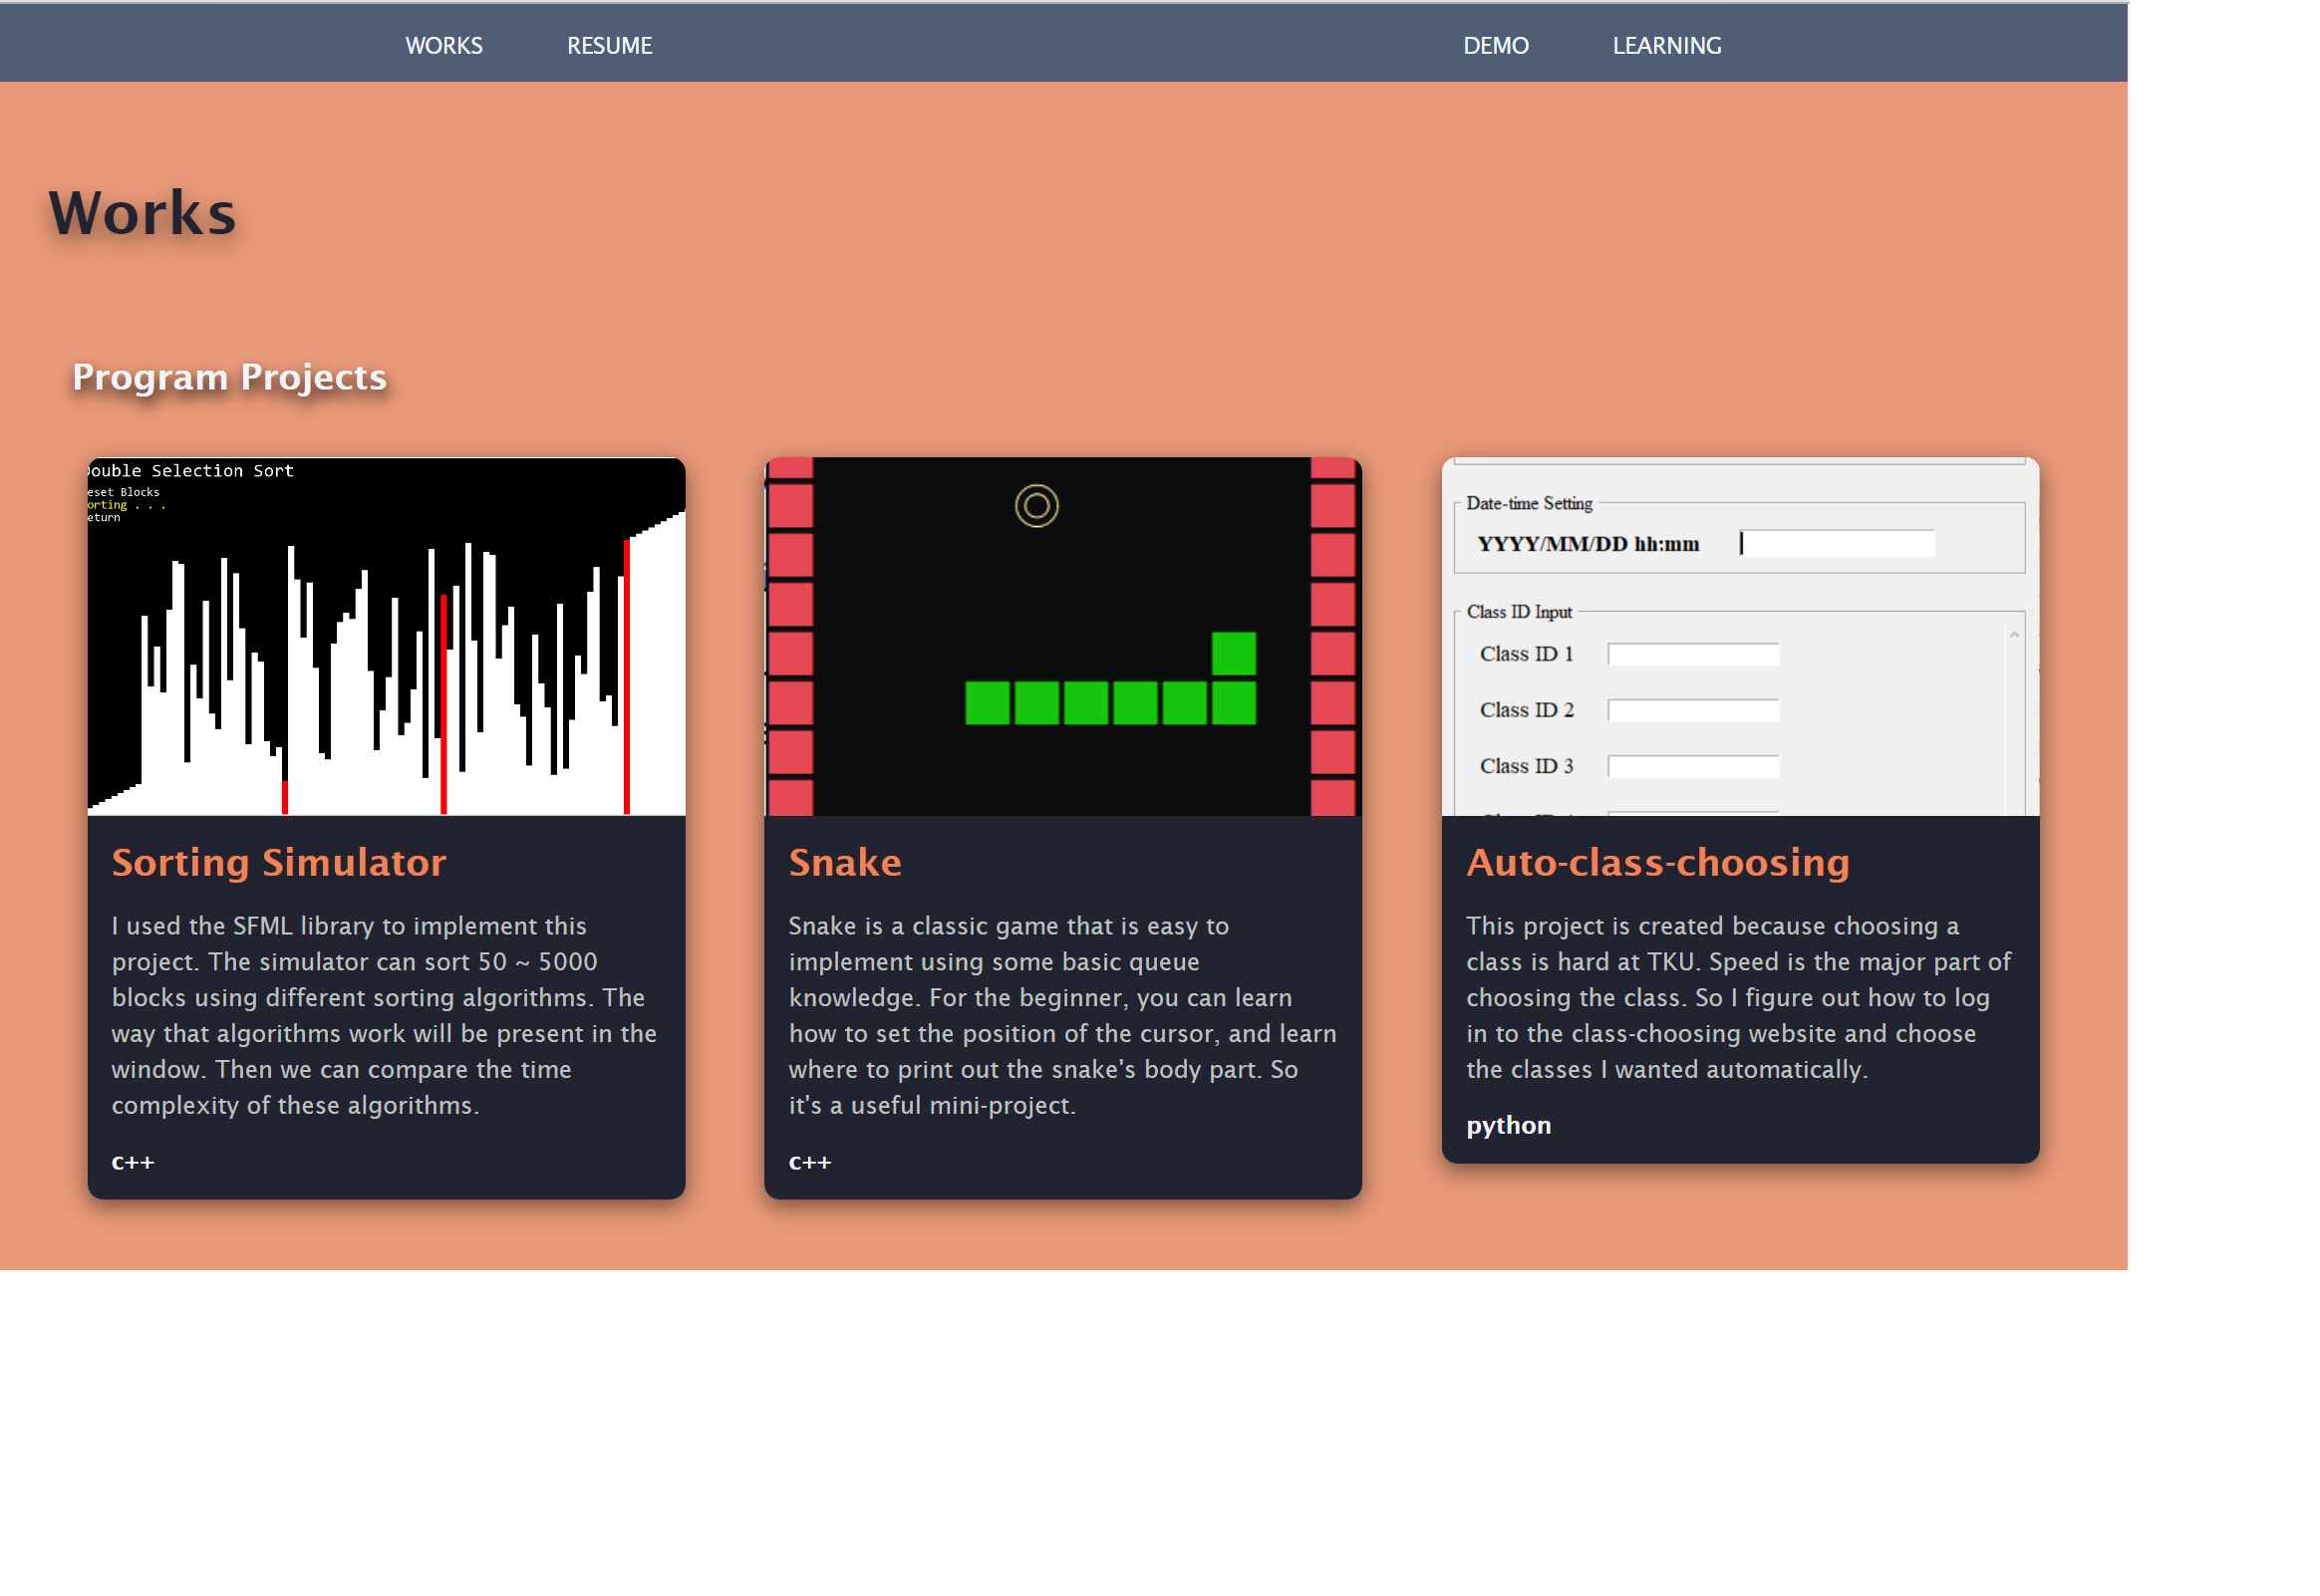 WORKS RESUME DEMO LEARNING
Works
Program Projects
ouble Selection Sort
eset Blocks
orting . . .
eturn
Sorting Simulator
I used the SFML library to implement this
project. The simulator can sort 50 ~ 5000
blocks using different sorting algorithms. The
way that algorithms work will be present in the
window. Then we can compare the time
complexity of these algorithms.
c++
Snake
Snake is a classic game that is easy to
implement using some basic queue
knowledge. For the beginner, you can learn
how to set the position of the cursor, and learn
where to print out the snake's body part. So
it's a useful mini-project.
c++
Date-time Setting
YYYY/MM/DD hh:mm
Class ID Input
Class ID 1
Class ID 2
Class ID 3
Auto-class-choosing
This project is created because choosing a
class is hard at TKU. Speed is the major part of
choosing the class. So I figure out how to log
in to the class-choosing website and choose
the classes I wanted automatically.
python